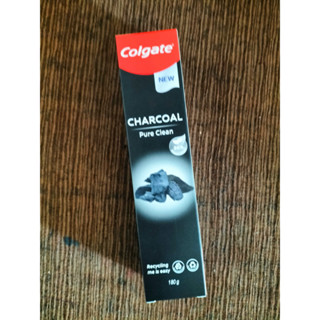 Colgate
NEW
CHARCOAL
Pure Clean
Recycling
me is easy
180 g